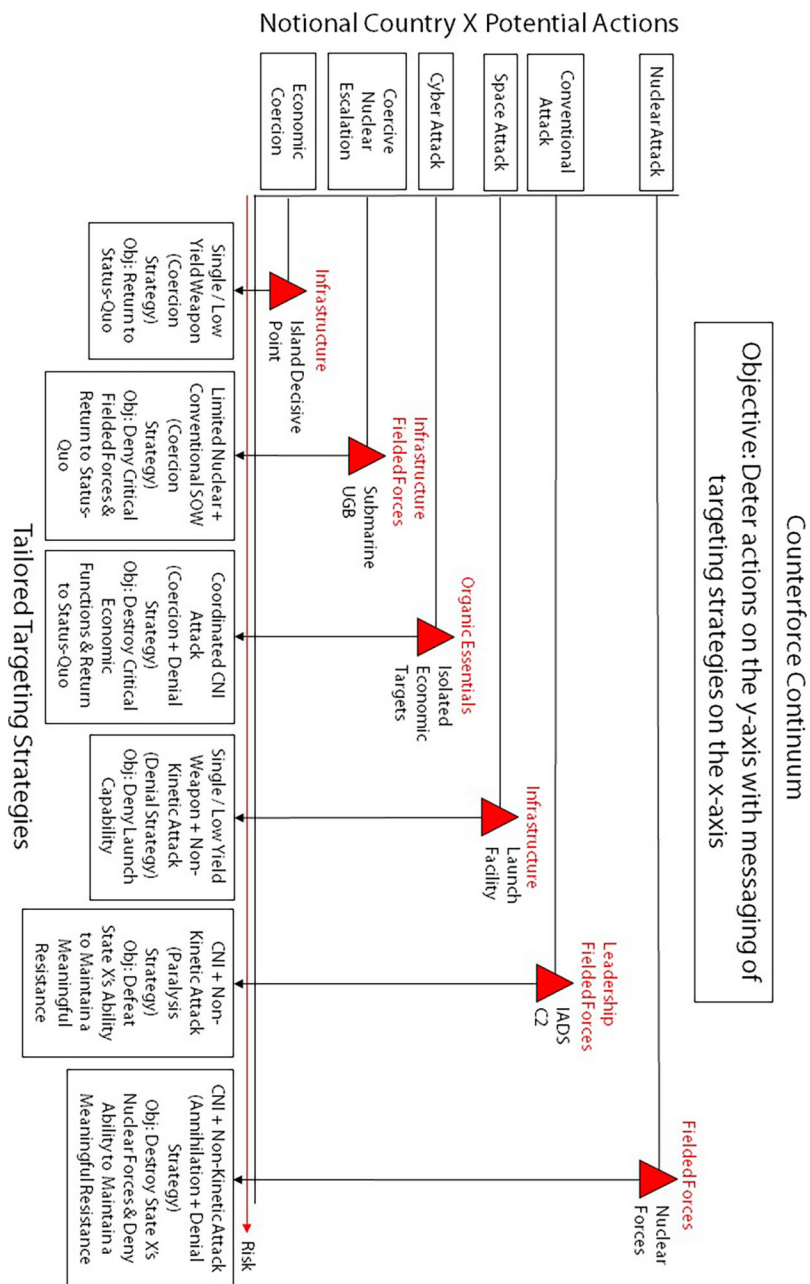 Counterforce Continuum
Objective: Deter actions on the y-axis with messaging of
targeting strategies on the x-axis
Notional Country X Potential Actions
Nuclear Attack
Conventional
Attack
Space Attack
Cyber Attack
Coercive
Nuclear
Escalation
Economic
Coercion
Fielded Forces
Nuclear
Forces
Leadership
Fielded Forces
IADS
C2
Infrastructure
Launch
Facility
Organic Essentials
Isolated
Economic
Targets
Infrastructure
Fielded Forces
Submarine
UGB
Infrastructure
Island Decisive
Point
Risk
Single / Low
Yield Weapon
(Coercion
Strategy)
Obj: Return to
Status-Quo
Limited Nuclear +
Conventional SOW
(Coercion
Strategy)
Obj: Deny Critical
Fielded Forces &
Return to Status-
Quo
Coordinated CNI
Attack
(Coercion + Denial
Strategy)
Obj: Destroy Critical
Economic
Functions & Return
to Status-Quo
Single / Low Yield
Weapon + Non-
Kinetic Attack
(Denial Strategy)
Obj: Deny Launch
Capability
CNI + Non-
Kinetic Attack
(Paralysis
Strategy)
Obj: Defeat
State X's Ability
to Maintain a
Meaningful
Resistance
CNI + Non-Kinetic Attack
(Annihilation + Denial
Strategy)
Obj: Destroy State X's
Nuclear Forces & Deny
Ability to Maintain a
Meaningful Resistance
Tailored Targeting Strategies